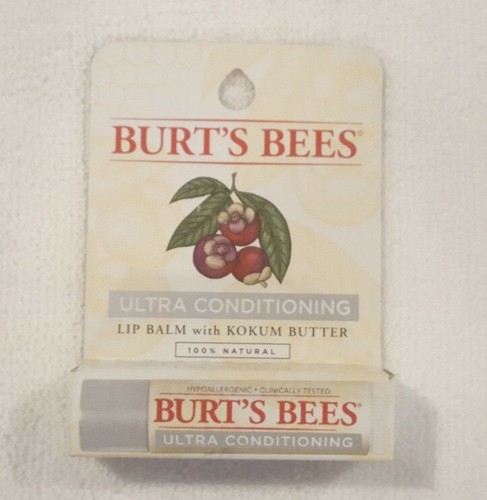 BURT'S BEES®
ULTRA CONDITIONING
LIP BALM with KOKUM BUTTER
100% NATURAL
HYPOALLERGENIC • CLINICALLY TESTED
BURT'S BEES®
ULTRA CONDITIONING